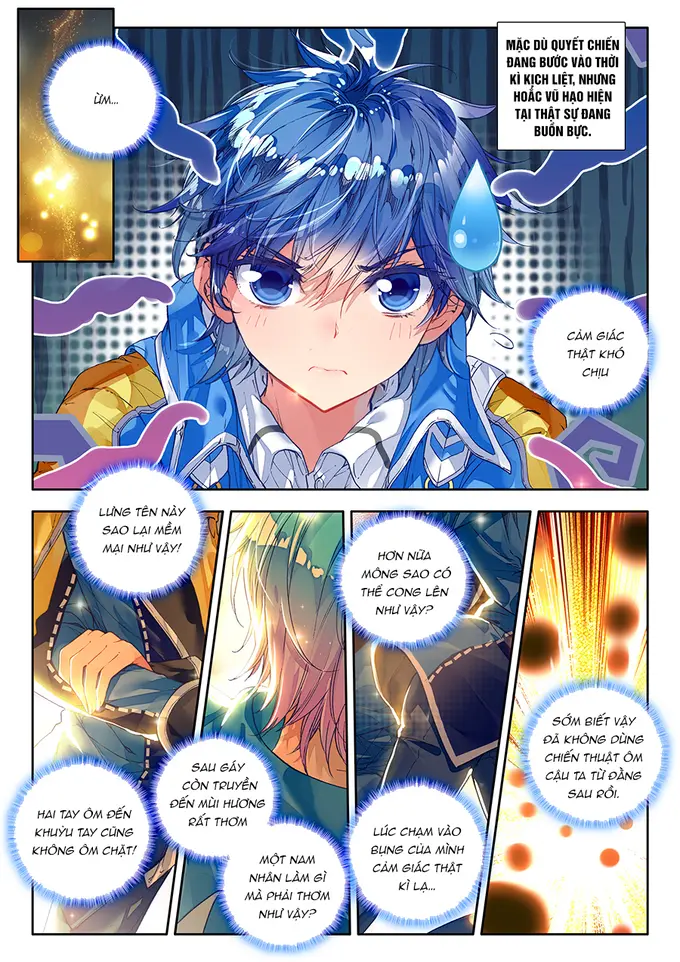 ỪM...
MẶC DÙ QUYẾT CHIẾN
ĐANG BƯỚC VÀO THỜI
KÌ KỊCH LIỆT, NHƯNG
HOẮC VŨ HẠO HIỆN
TẠI THẬT SỰ ĐANG
BUỒN BỰC.
CẢM GIÁC
THẬT KHÓ
CHỊU
LƯNG TÊN NÀY
SAO LẠI MỀM
MẠI NHƯ VẬY!
HAI TAY ÔM ĐẾN
KHUỶU TAY CŨNG
KHÔNG ÔM CHẶT!
SAU GÁY
CÒN TRUYỀN
ĐẾN MÙI HƯƠNG
RẤT THƠM
MỘT NAM
NHÂN LÀM GÌ
MÀ PHẢI THƠM
NHƯ VẬY?
HƠN NỮA
MÔNG SAO CÓ
THỂ CONG LÊN
NHƯ VẬY?
LÚC CHẠM VÀO
BỤNG CỦA MÌNH
CẢM GIÁC THẬT
KÌ LẠ...
SỚM BIẾT VẬY
ĐÃ KHÔNG DÙNG
CHIẾN THUẬT ÔM
CẬU TA TỪ ĐẰNG
SAU RỒI.